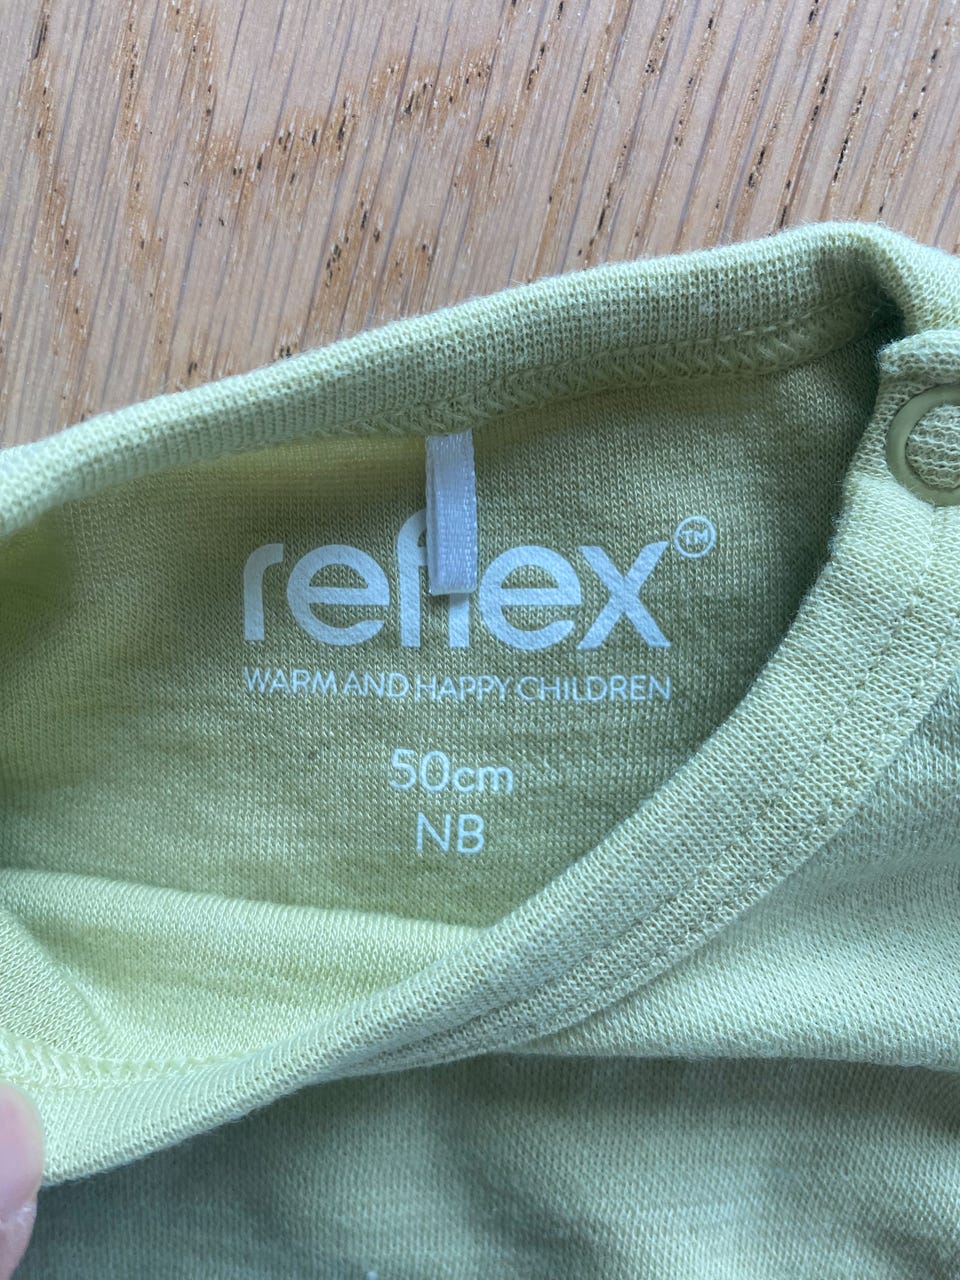 reflex™
WARM AND HAPPY CHILDREN
50cm
NB